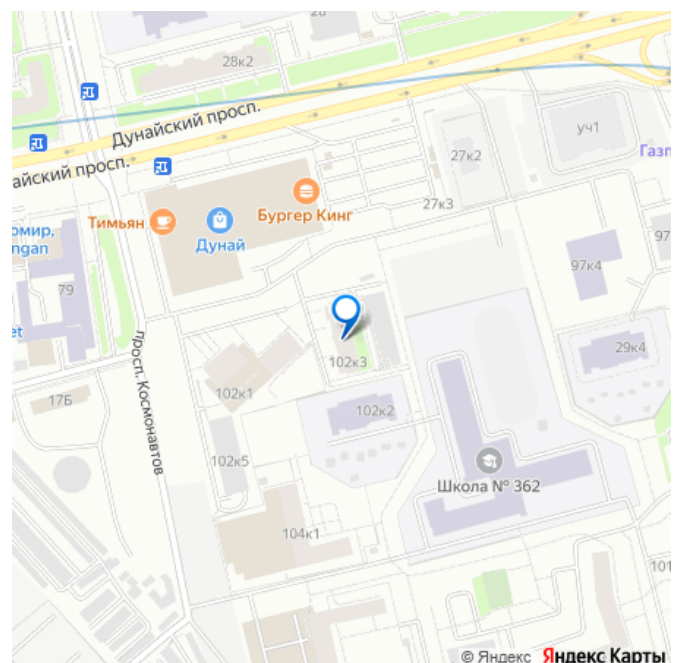 28
28к2
Дунайский просп.
айский просп.
уч1
27к2
Газп
27к3
Бургер Кинг
Тимьян
Дунай
омир,
ngan
97
97к4
79
et
просп. Космонавтов
102к3
29к4
102к1
17Б
102к2
102к5
Школа № 362
104к1
101
© Яндекс Яндекс Карты